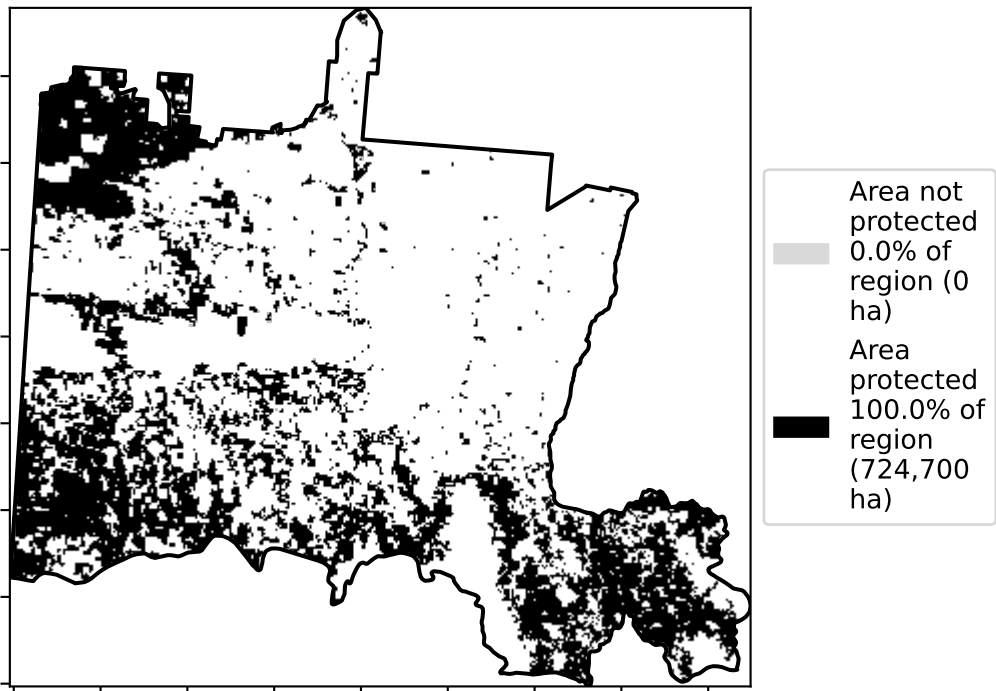 Area not
protected
0.0% of
region (0
ha)
Area
protected
100.0% of
region
(724,700
ha)